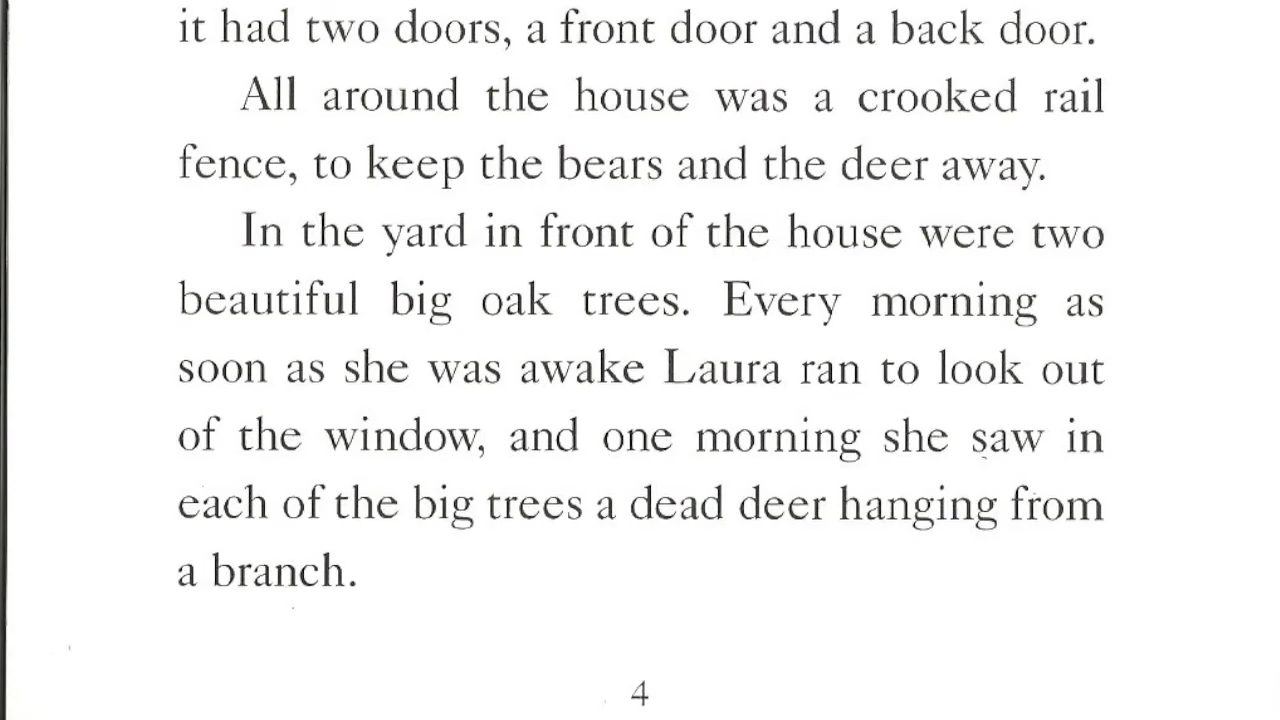 it had two doors, a front door and a back door.
All around the house was a crooked rail
fence, to keep the bears and the deer away.
In the yard in front of the house were two
beautiful big oak trees. Every morning as
soon as she was awake Laura ran to look out
of the window, and one morning she saw in
each of the big trees a dead deer hanging from
a branch.
4